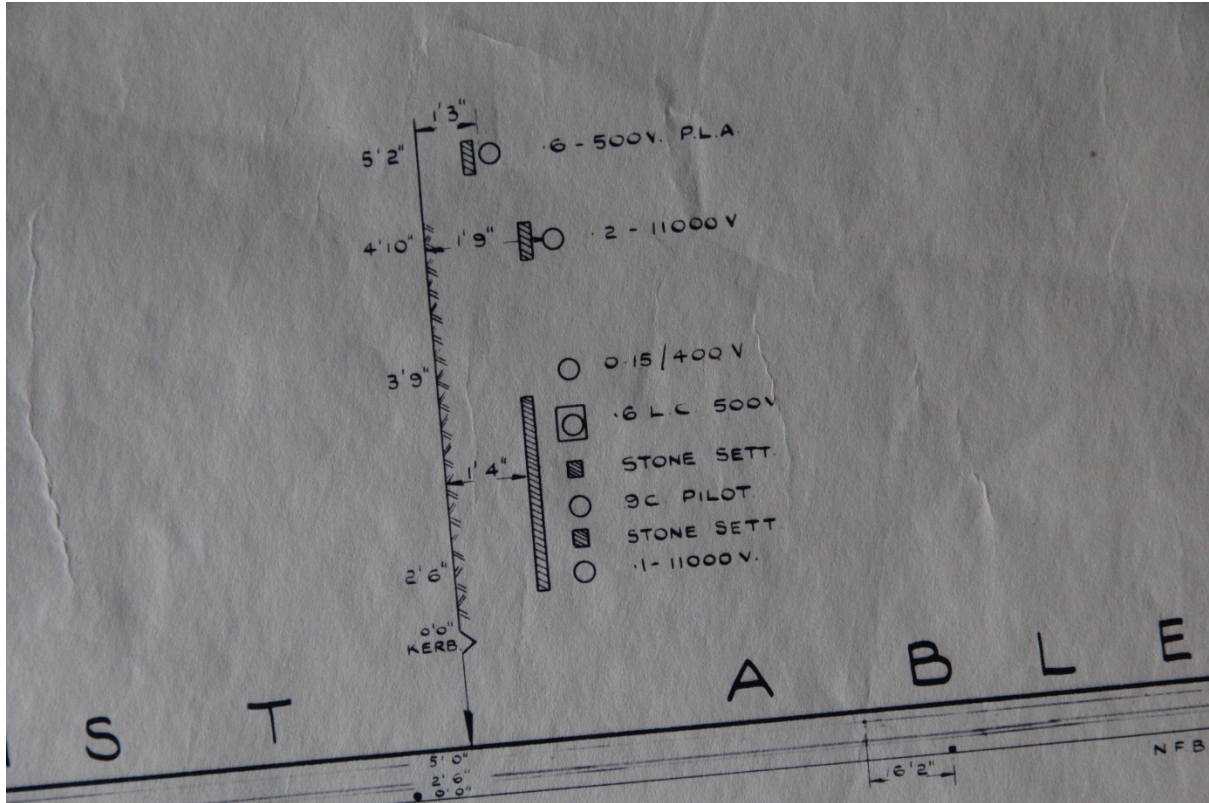 1'3"
5'2" ·6 - 500V. P.L.A.
4'10" 1'9" ·2 - 11000 V
0.15/400 V
3'9"
·6 L.C 500V
STONE SETT.
1'4"
9C PILOT
STONE SETT.
2'6" ·1 - 11000 V.
0'0"
KERB.
S T A B L E
5'0"
2'6"
0'0"
6'2"
N.F.B